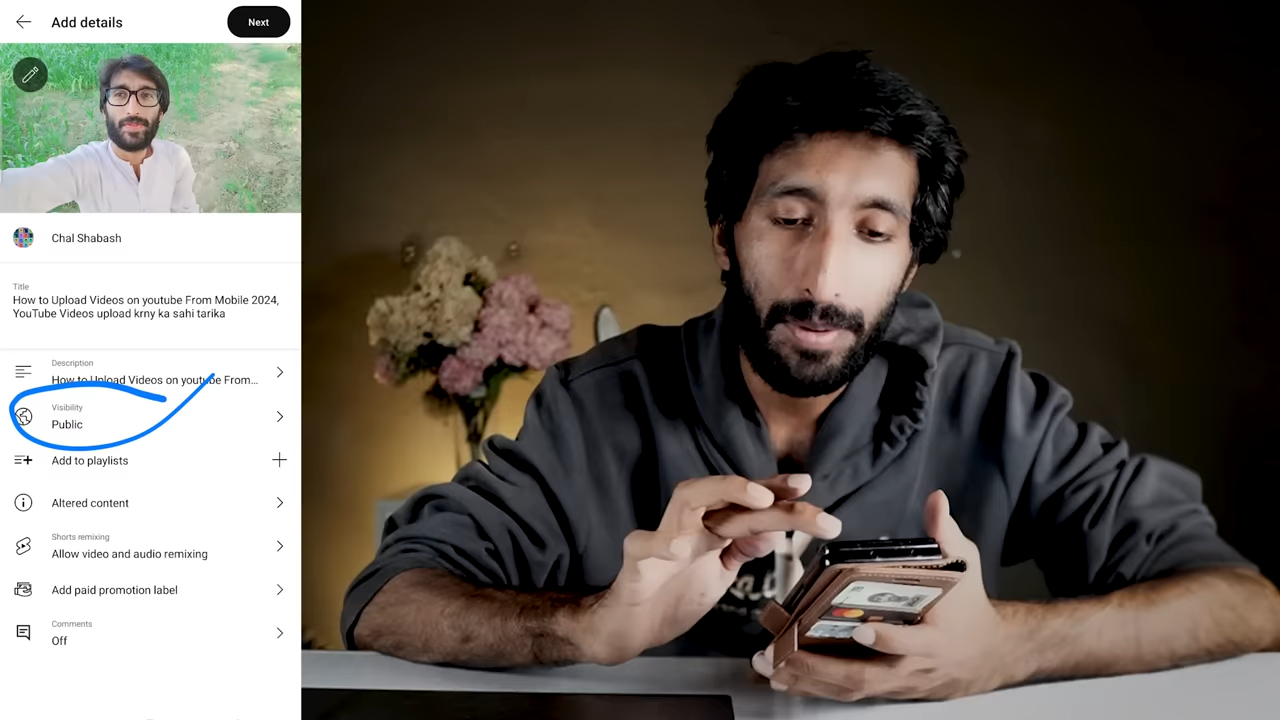 Add details
Next
Chal Shabash
Title
How to Upload Videos on youtube From Mobile 2024,
YouTube Videos upload krny ka sahi tarika
Description
How to Upload Videos on youtube From...
Visibility
Public
Add to playlists
Altered content
Shorts remixing
Allow video and audio remixing
Add paid promotion label
Comments
Off